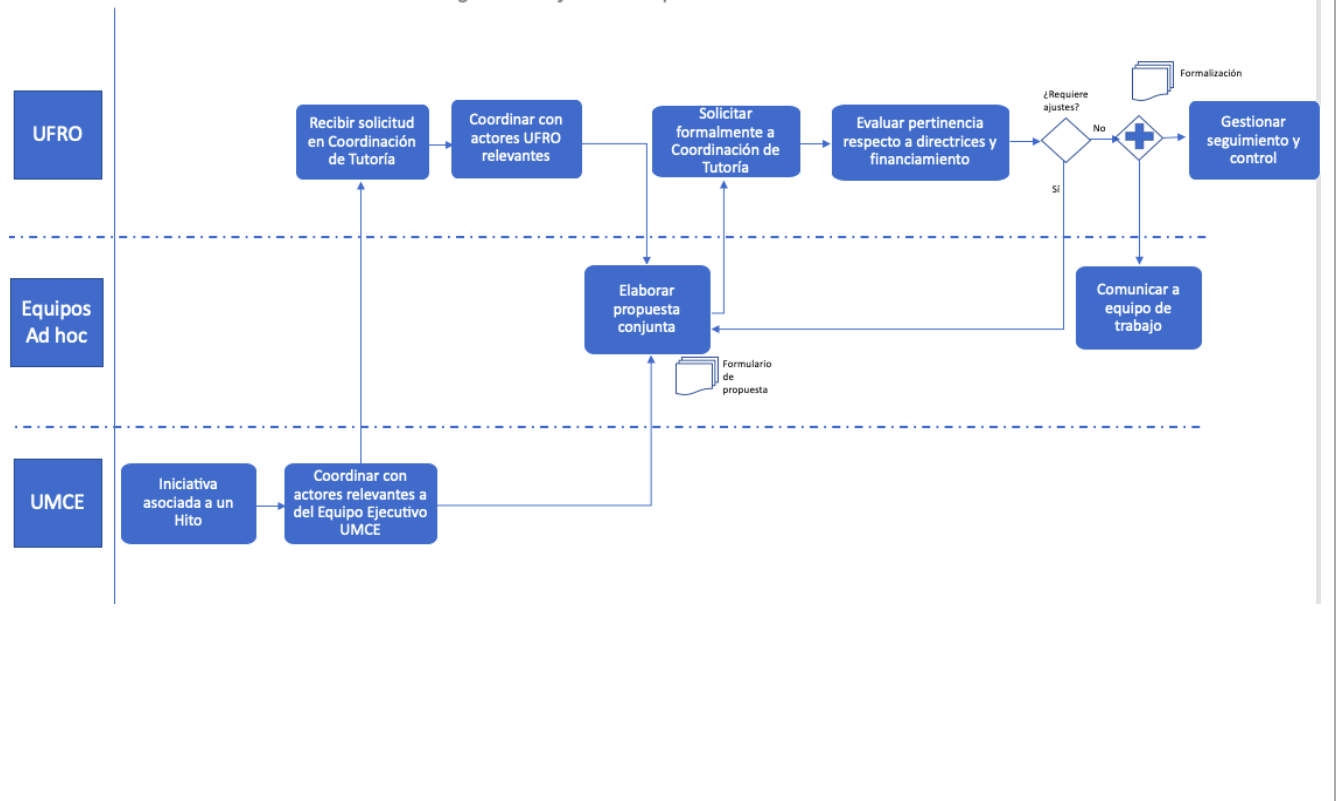 Formalización
¿Requiere
ajustes?
UFRO
Recibir solicitud
en Coordinación
de Tutoría
Coordinar con
actores UFRO
relevantes
Solicitar
formalmente a
Coordinación de
Tutoría
Evaluar pertinencia
respecto a directrices y
financiamiento
No
Gestionar
seguimiento y
control
Sí
Equipos
Ad hoc
Elaborar
propuesta
conjunta
Comunicar a
equipo de
trabajo
Formulario
de
propuesta
UMCE
Iniciativa
asociada a un
Hito
Coordinar con
actores relevantes a
del Equipo Ejecutivo
UMCE